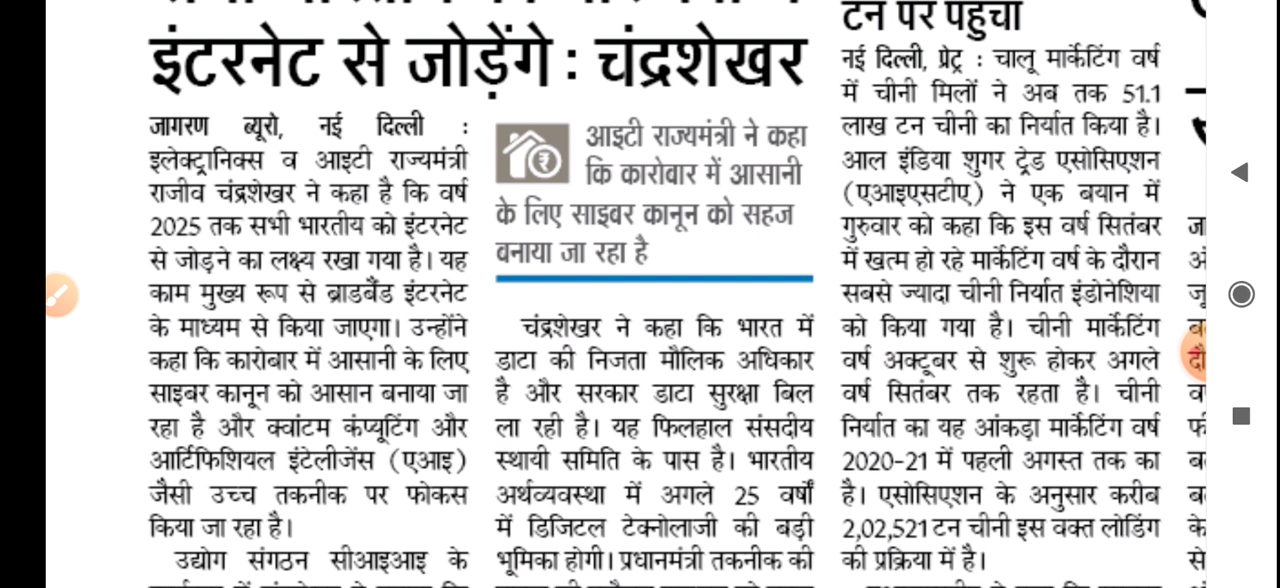 इंटरनेट से जोड़ेंगे : चंद्रशेखर
जागरण ब्यूरो, नई दिल्ली :
इलेक्ट्रानिक्स व आइटी राज्यमंत्री
राजीव चंद्रशेखर ने कहा है कि वर्ष
2025 तक सभी भारतीय को इंटरनेट
से जोड़ने का लक्ष्य रखा गया है। यह
काम मुख्य रूप से ब्राडबैंड इंटरनेट
के माध्यम से किया जाएगा। उन्होंने
कहा कि कारोबार में आसानी के लिए
साइबर कानून को आसान बनाया जा
रहा है और क्वांटम कंप्यूटिंग और
आर्टिफिशियल इंटेलीजेंस (एआइ)
जैसी उच्च तकनीक पर फोकस
किया जा रहा है।
उद्योग संगठन सीआइआइ के
आइटी राज्यमंत्री ने कहा
कि कारोबार में आसानी
के लिए साइबर कानून को सहज
बनाया जा रहा है
चंद्रशेखर ने कहा कि भारत में
डाटा की निजता मौलिक अधिकार
है और सरकार डाटा सुरक्षा बिल
ला रही है। यह फिलहाल संसदीय
स्थायी समिति के पास है। भारतीय
अर्थव्यवस्था में अगले 25 वर्षों
में डिजिटल टेक्नोलाजी की बड़ी
भूमिका होगी। प्रधानमंत्री तकनीक की
टन पर पहुंचा
नई दिल्ली, प्रेट्र : चालू मार्केटिंग वर्ष
में चीनी मिलों ने अब तक 51.1
लाख टन चीनी का निर्यात किया है।
आल इंडिया शुगर ट्रेड एसोसिएशन
(एआइएसटीए) ने एक बयान में
गुरुवार को कहा कि इस वर्ष सितंबर
में खत्म हो रहे मार्केटिंग वर्ष के दौरान
सबसे ज्यादा चीनी निर्यात इंडोनेशिया
को किया गया है। चीनी मार्केटिंग
वर्ष अक्टूबर से शुरू होकर अगले
वर्ष सितंबर तक रहता है। चीनी
निर्यात का यह आंकड़ा मार्केटिंग वर्ष
2020-21 में पहली अगस्त तक का
है। एसोसिएशन के अनुसार करीब
2,02,521 टन चीनी इस वक्त लोडिंग
की प्रक्रिया में है।